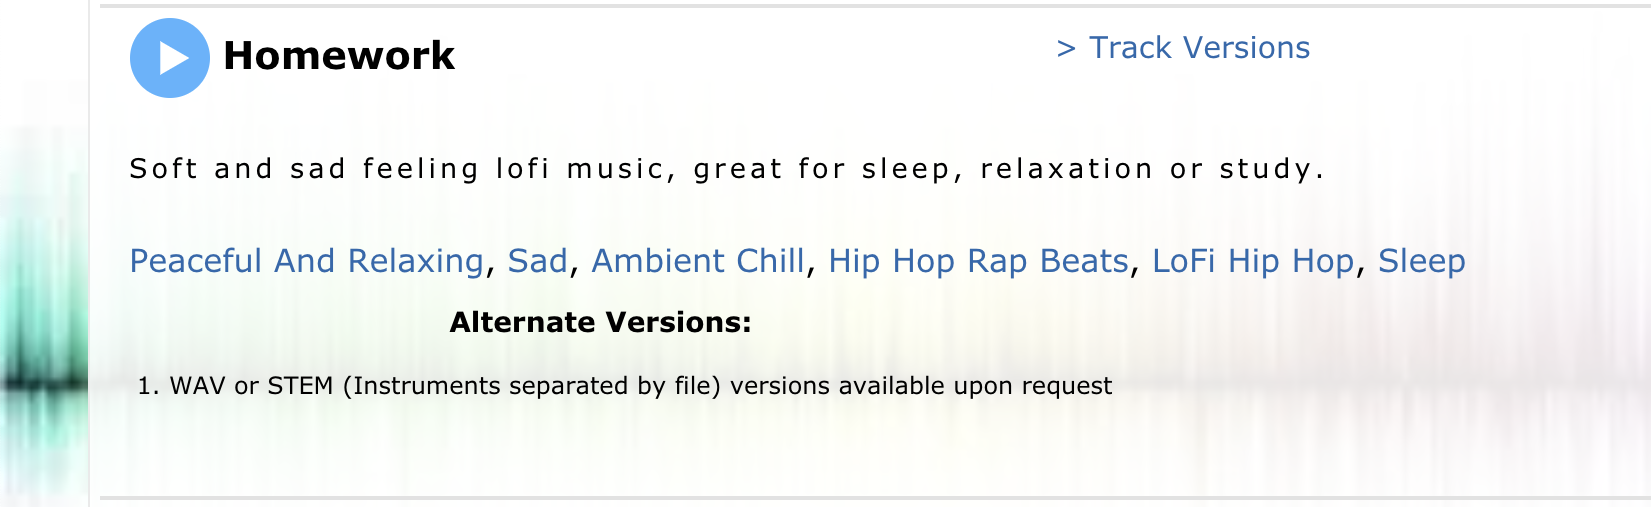 Homework
> Track Versions
Soft and sad feeling lofi music, great for sleep, relaxation or study.
Peaceful And Relaxing, Sad, Ambient Chill, Hip Hop Rap Beats, LoFi Hip Hop, Sleep
Alternate Versions:
1. WAV or STEM (Instruments separated by file) versions available upon request